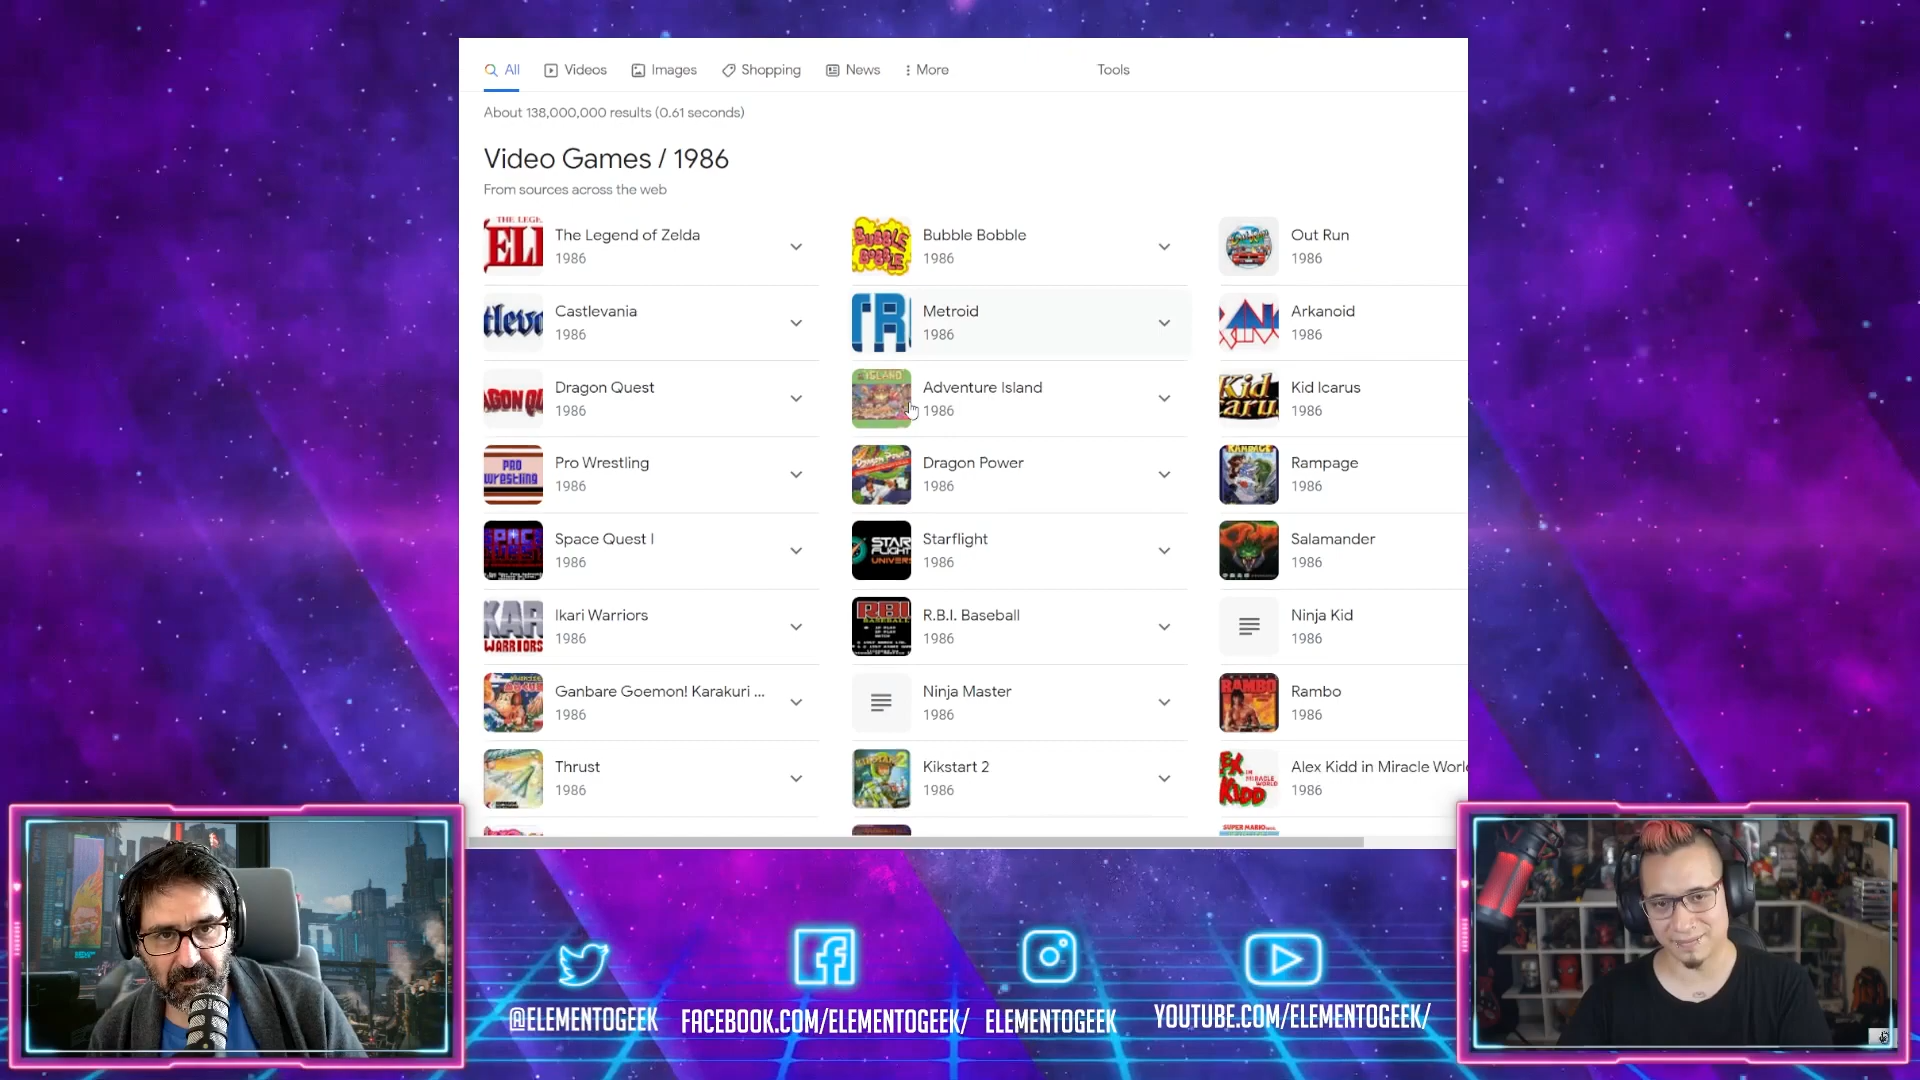 All Videos Images Shopping News More Tools
About 138,000,000 results (0.61 seconds)
Video Games / 1986
From sources across the web
The Legend of Zelda
1986
Bubble Bobble
1986
Out Run
1986
Castlevania
1986
Metroid
1986
Arkanoid
1986
Dragon Quest
1986
Adventure Island
1986
Kid Icarus
1986
Pro Wrestling
1986
Dragon Power
1986
Rampage
1986
Space Quest I
1986
Starflight
1986
Salamander
1986
Ikari Warriors
1986
R.B.I. Baseball
1986
Ninja Kid
1986
Ganbare Goemon! Karakuri ...
1986
Ninja Master
1986
Rambo
1986
Thrust
1986
Kikstart 2
1986
Alex Kidd in Miracle World
1986
@ELEMENTOGEEK
FACEBOOK.COM/ELEMENTOGEEK/
ELEMENTOGEEK
YOUTUBE.COM/ELEMENTOGEEK/